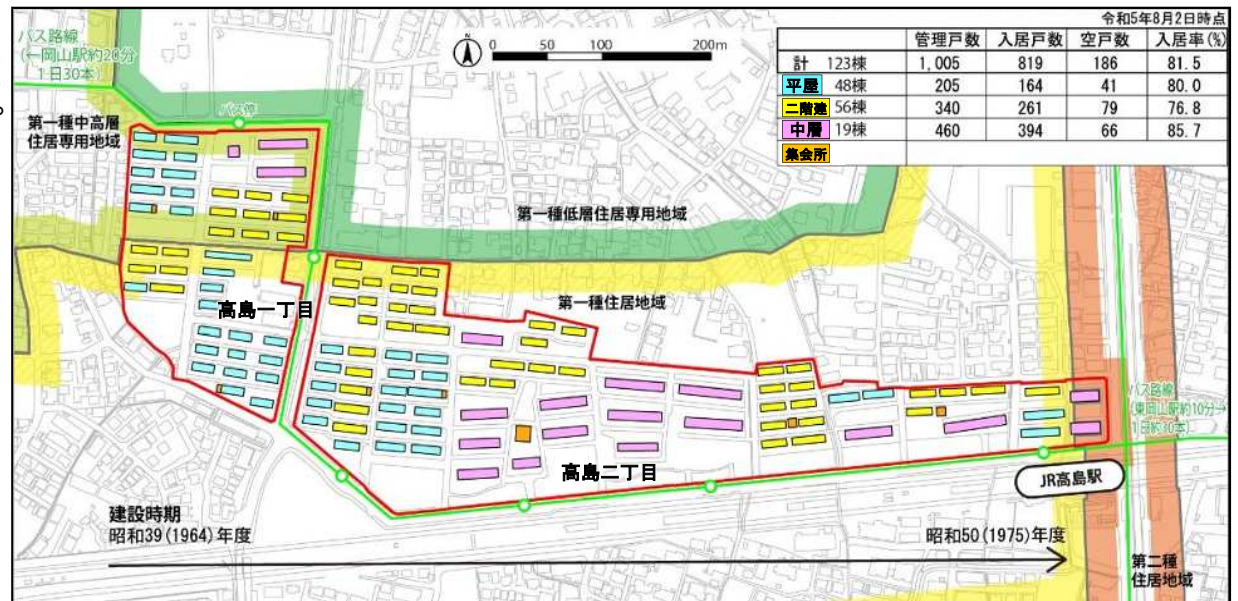 令和5年8月2日時点
バス路線
(←岡山駅約20分
1日30本)
0 50 100 200m
N
管理戸数 入居戸数 空戸数 入居率(%)
計 123棟 1,005 819 186 81.5
平屋 48棟 205 164 41 80.0
二階建 56棟 340 261 79 76.8
中層 19棟 460 394 66 85.7
集会所
バス停
第一種中高層
住居専用地域
第一種低層住居専用地域
高島一丁目
第一種住居地域
バス路線
(東岡山駅約10分→
1日約10本)
高島二丁目
JR高島駅
建設時期
昭和39(1964)年度
昭和50(1975)年度
第二種
住居地域